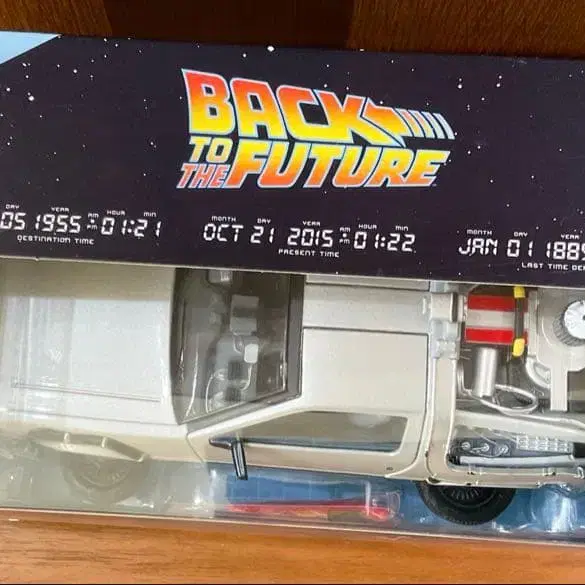 BACK
TO
THE FUTURE
DAY YEAR AM HOUR MIN
05 1955 PM 01:21
DESTINATION TIME
MONTH DAY YEAR AM HOUR MIN
OCT 21 2015 PM 01:22
PRESENT TIME
MONTH DAY YEAR
JAN 01 188
LAST TIME DE